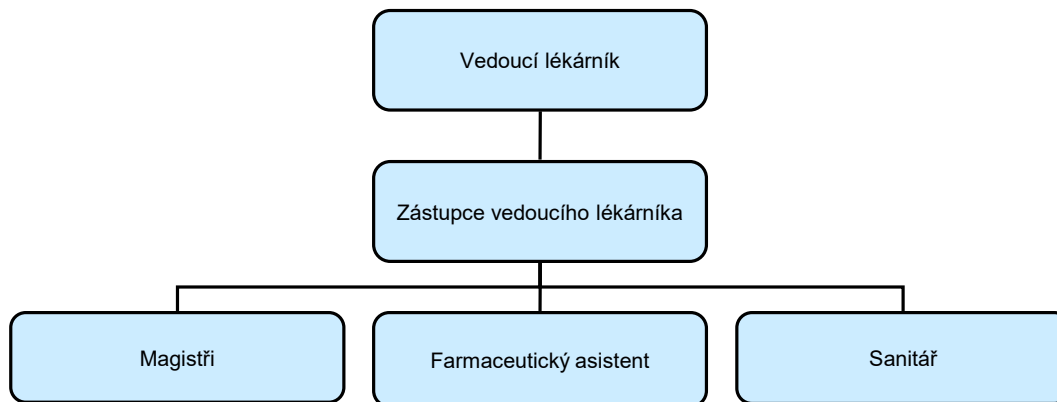 Vedoucí lékárník
Zástupce vedoucího lékárníka
Magistři
Farmaceutický asistent
Sanitář